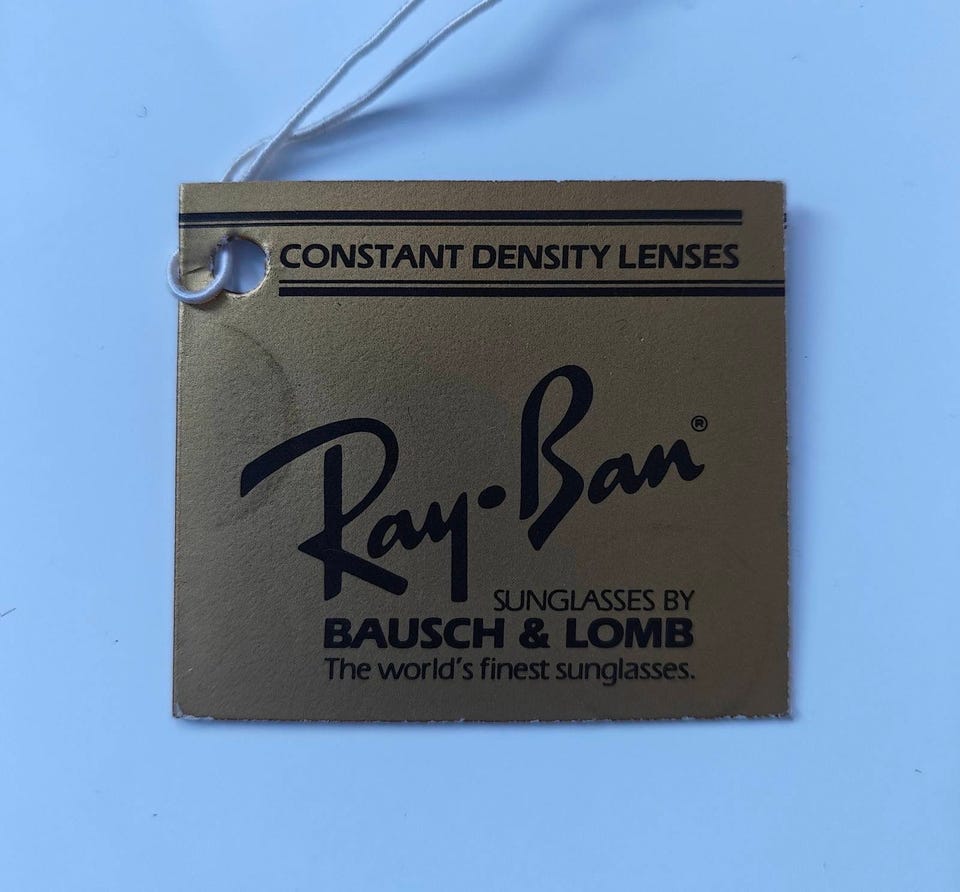 CONSTANT DENSITY LENSES
Ray•Ban®
SUNGLASSES BY
BAUSCH & LOMB
The world's finest sunglasses.